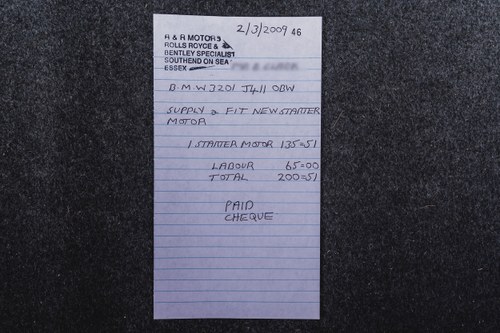 2/3/2009 46
A & R MOTORS
ROLLS ROYCE &
BENTLEY SPECIALIST
SOUTHEND ON SEA
ESSEX
B.M.W 320I J411 OBW
SUPPLY & FIT NEW STARTER
MOTOR
1 STARTER MOTOR 135=51
LABOUR 65=00
TOTAL 200=51
PAID
CHEQUE